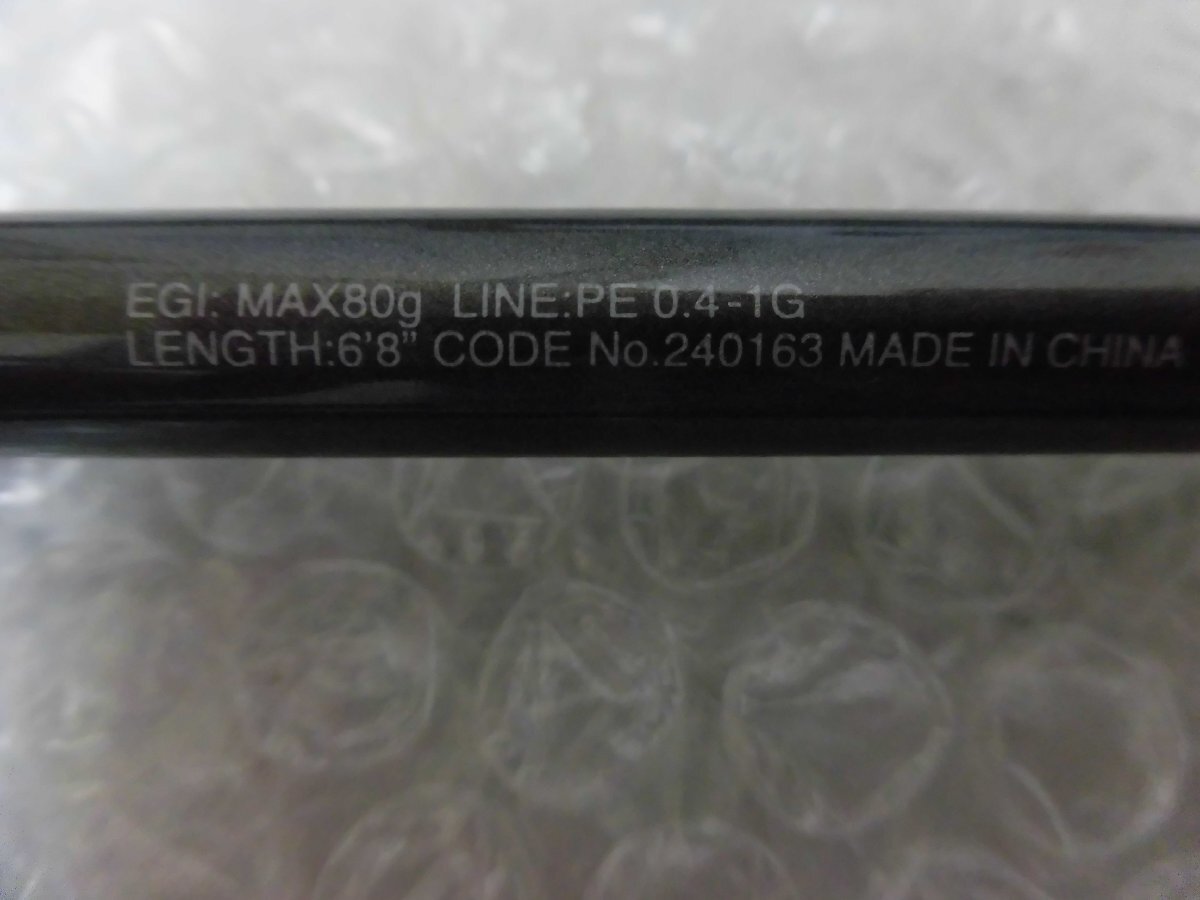 EGI: MAX80g LINE:PE 0.4-1G
LENGTH:6'8" CODE No.240163 MADE IN CHINA